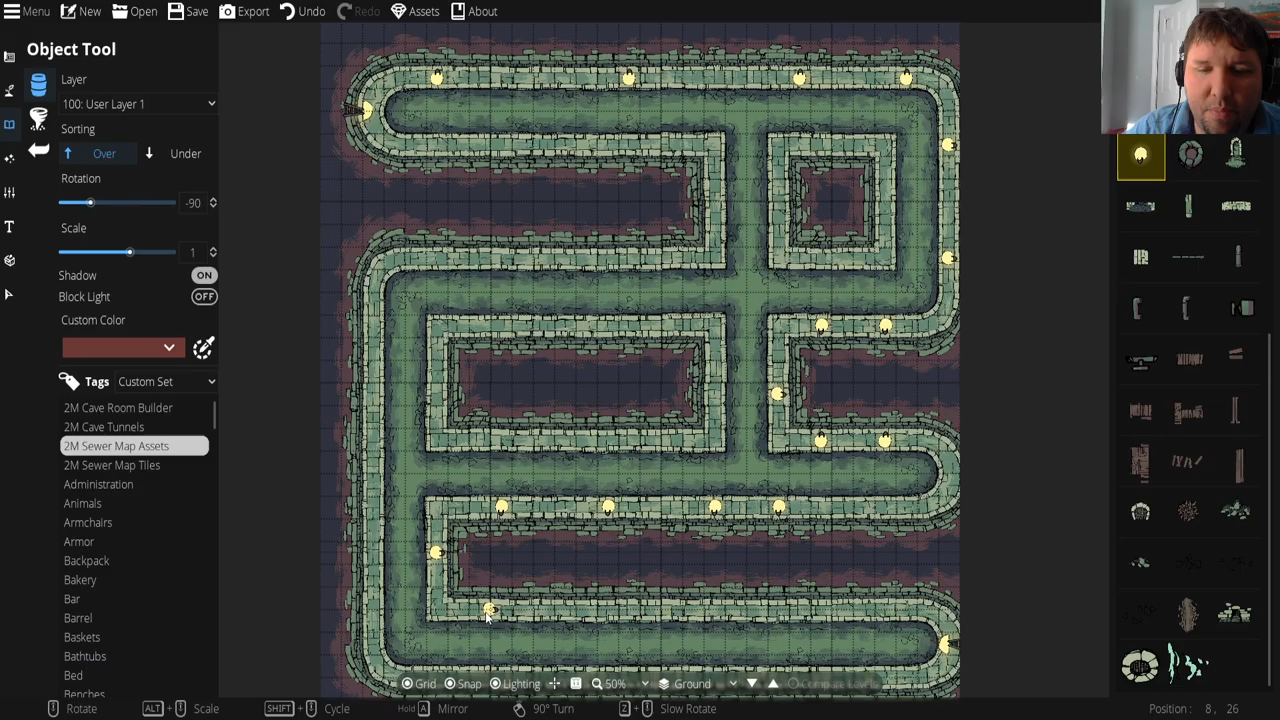 Menu New Open Save Export Undo Redo Assets About
Object Tool
Layer
100: User Layer 1
Sorting
Over Under
Rotation
-90
Scale
1
Shadow ON
Block Light OFF
Custom Color
Tags Custom Set
2M Cave Room Builder
2M Cave Tunnels
2M Sewer Map Assets
2M Sewer Map Tiles
Administration
Animals
Armchairs
Armor
Backpack
Bakery
Bar
Barrel
Baskets
Bathtubs
Bed
Benches
Grid Snap Lighting 50% Ground Compare Levels
Rotate ALT + Scale SHIFT + Cycle Hold A Mirror 90° Turn Z + Slow Rotate Position : 8 , 26